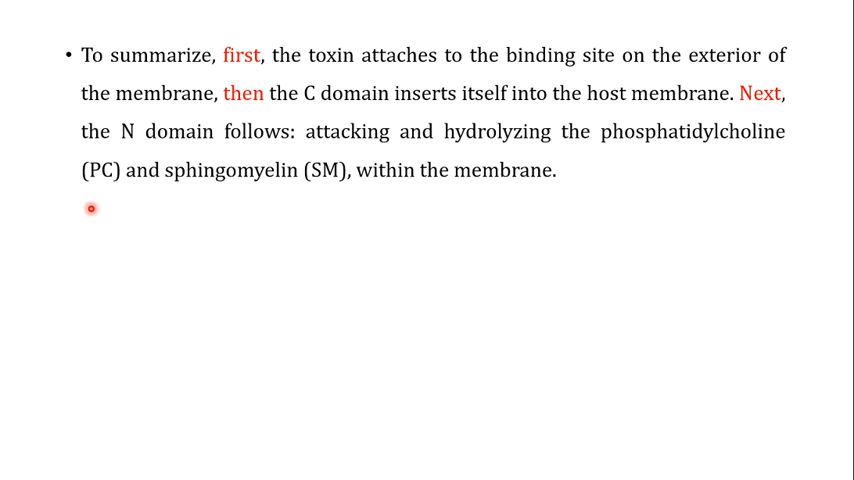 • To summarize, first, the toxin attaches to the binding site on the exterior of
the membrane, then the C domain inserts itself into the host membrane. Next,
the N domain follows: attacking and hydrolyzing the phosphatidylcholine
(PC) and sphingomyelin (SM), within the membrane.